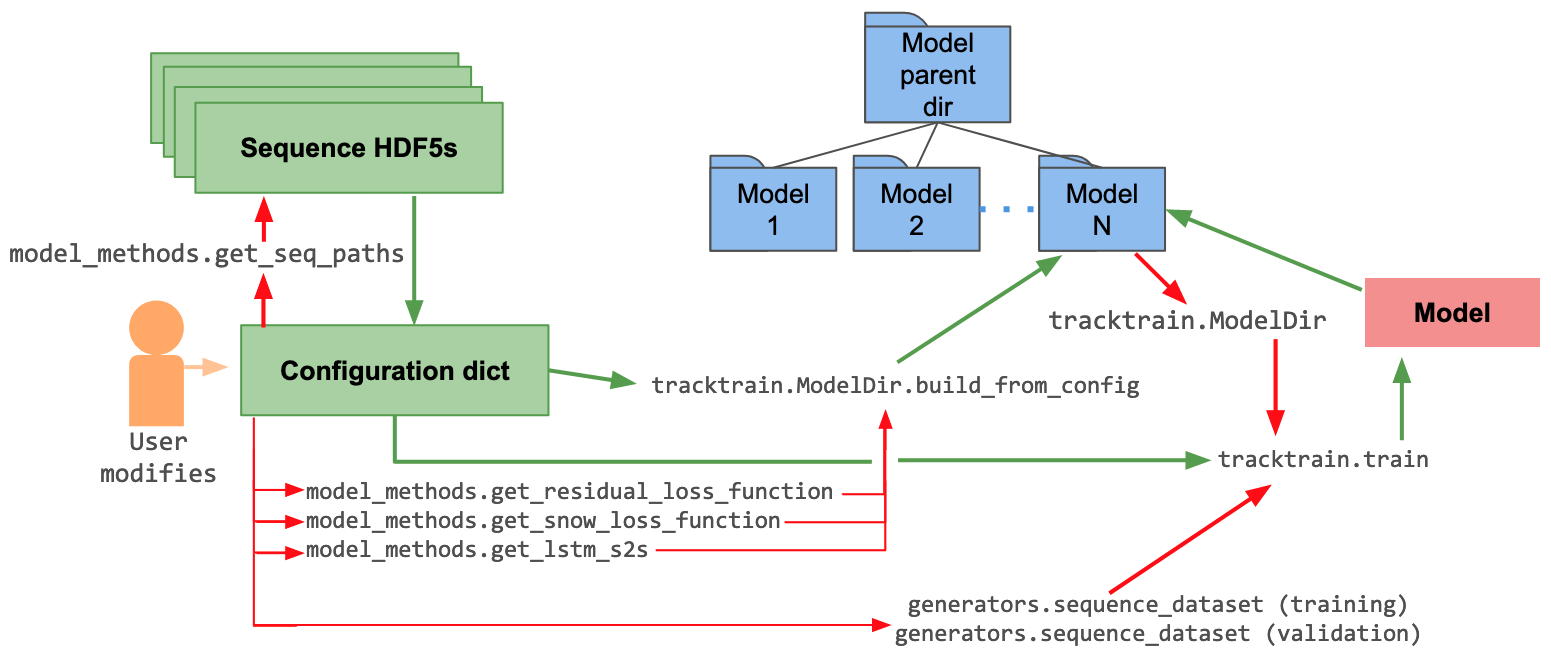 Model
parent
dir
Sequence HDF5s
Model
1
Model
2
Model
N
model_methods.get_seq_paths
Model
tracktrain.ModelDir
Configuration dict
tracktrain.ModelDir.build_from_config
User
modifies
tracktrain.train
model_methods.get_residual_loss_function
model_methods.get_snow_loss_function
model_methods.get_lstm_s2s
generators.sequence_dataset (training)
generators.sequence_dataset (validation)